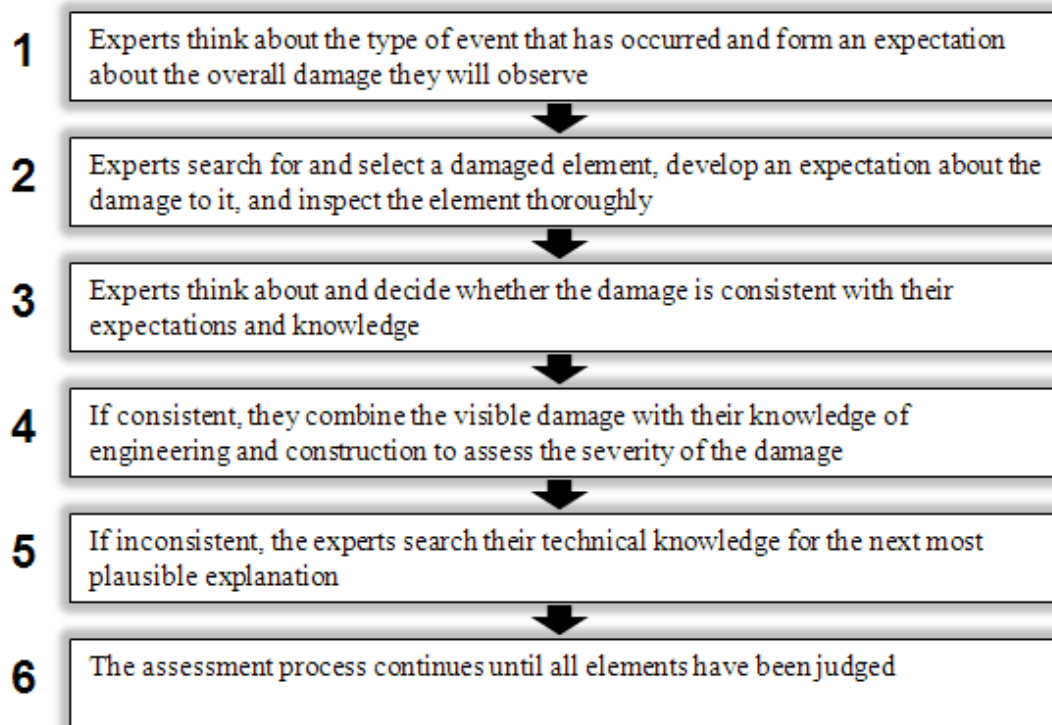 1
Experts think about the type of event that has occurred and form an expectation
about the overall damage they will observe
2
Experts search for and select a damaged element, develop an expectation about the
damage to it, and inspect the element thoroughly
3
Experts think about and decide whether the damage is consistent with their
expectations and knowledge
4
If consistent, they combine the visible damage with their knowledge of
engineering and construction to assess the severity of the damage
5
If inconsistent, the experts search their technical knowledge for the next most
plausible explanation
6
The assessment process continues until all elements have been judged